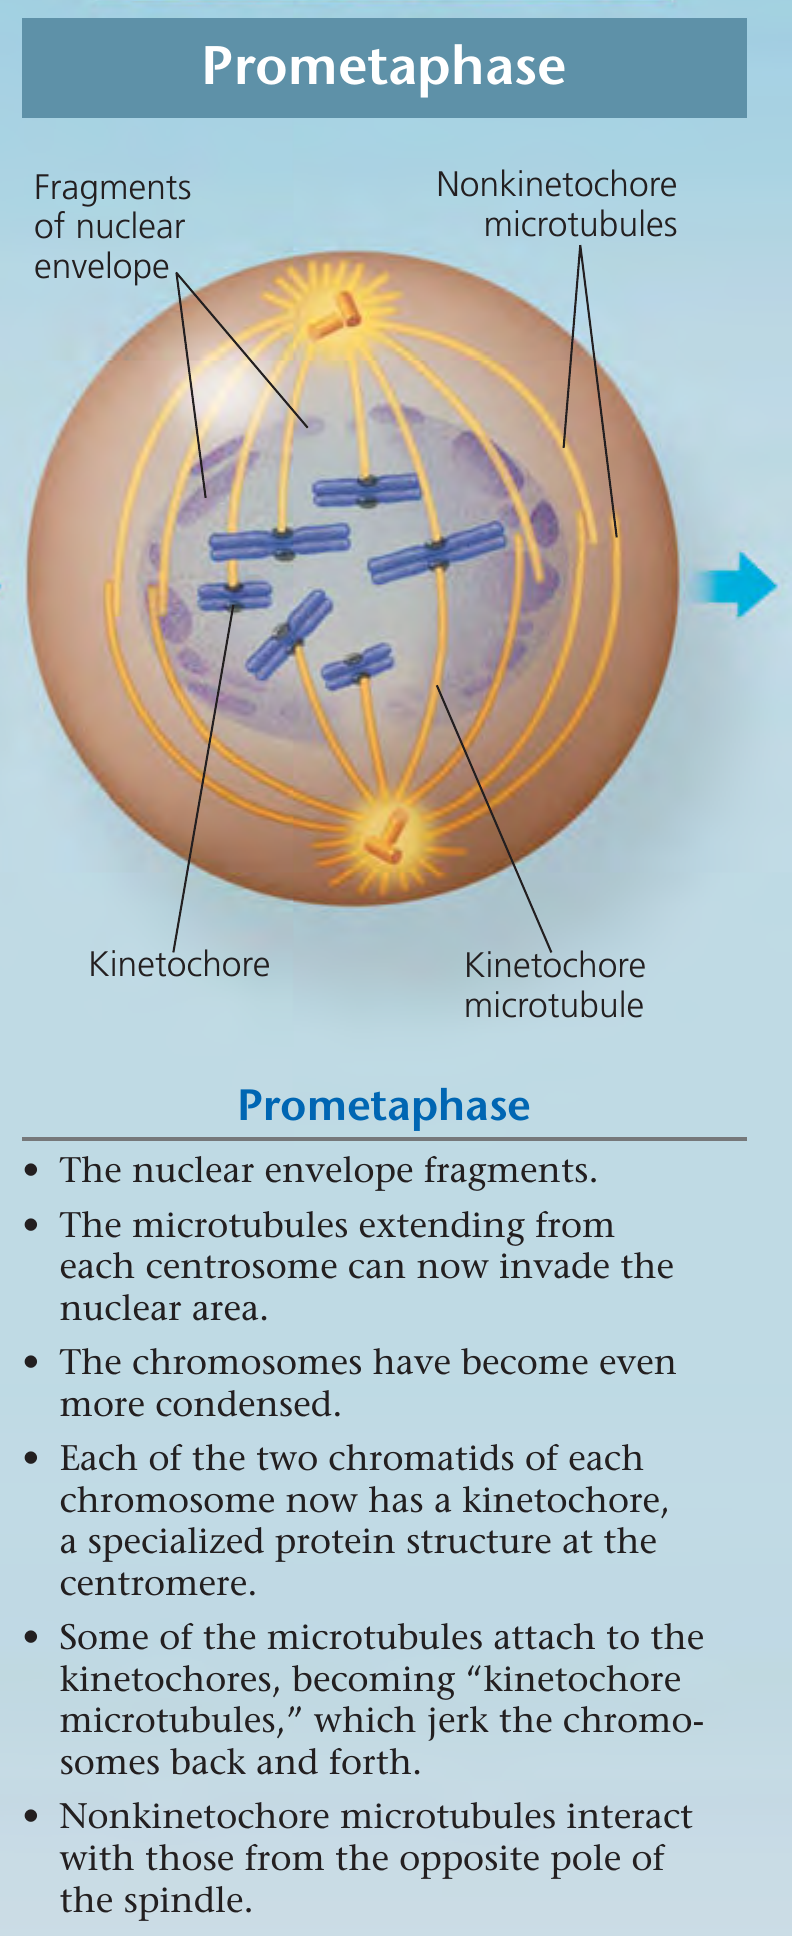 Prometaphase
Fragments
of nuclear
envelope
Nonkinetochore
microtubules
Kinetochore
Kinetochore
microtubule
Prometaphase
• The nuclear envelope fragments.
• The microtubules extending from
each centrosome can now invade the
nuclear area.
• The chromosomes have become even
more condensed.
• Each of the two chromatids of each
chromosome now has a kinetochore,
a specialized protein structure at the
centromere.
• Some of the microtubules attach to the
kinetochores, becoming “kinetochore
microtubules,” which jerk the chromo-
somes back and forth.
• Nonkinetochore microtubules interact
with those from the opposite pole of
the spindle.